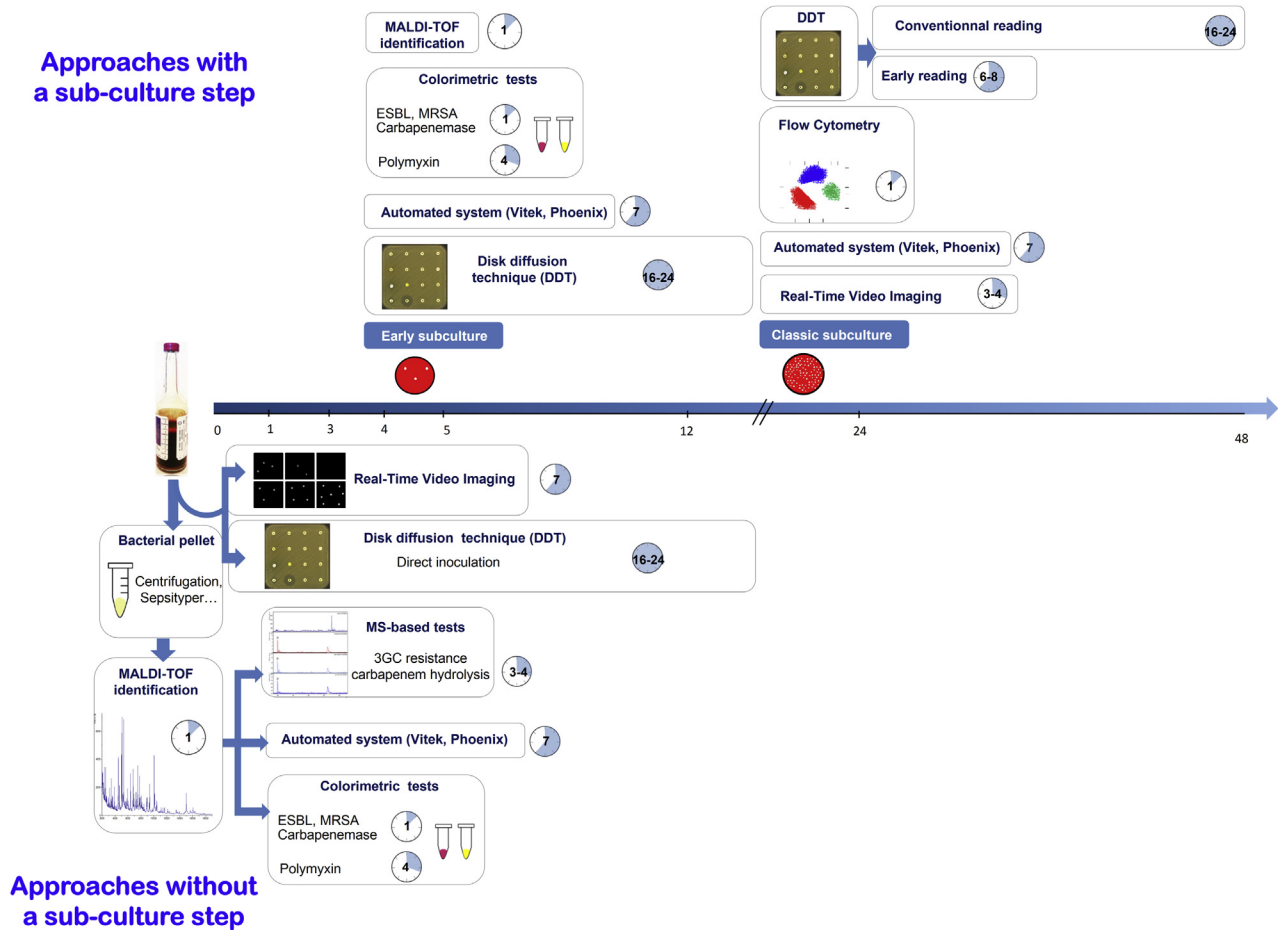 Approaches with
a sub-culture step
MALDI-TOF
identification
1
Colorimetric tests
ESBL, MRSA
Carbapenemase
1
Polymyxin
4
Automated system (Vitek, Phoenix)
7
Disk diffusion
technique (DDT)
16-24
Early subculture
DDT
Conventionnal reading
16-24
Early reading
6-8
Flow Cytometry
1
Automated system (Vitek, Phoenix)
7
Real-Time Video Imaging
3-4
Classic subculture
0 1 3 4 5 12 24 48
Real-Time Video Imaging
7
Disk diffusion technique (DDT)
Direct inoculation
16-24
Bacterial pellet
Centrifugation,
Sepsityper...
MALDI-TOF
identification
1
MS-based tests
3GC resistance
carbapenem hydrolysis
3-4
Automated system (Vitek, Phoenix)
7
Colorimetric tests
ESBL, MRSA
Carbapenemase
1
Polymyxin
4
Approaches without
a sub-culture step